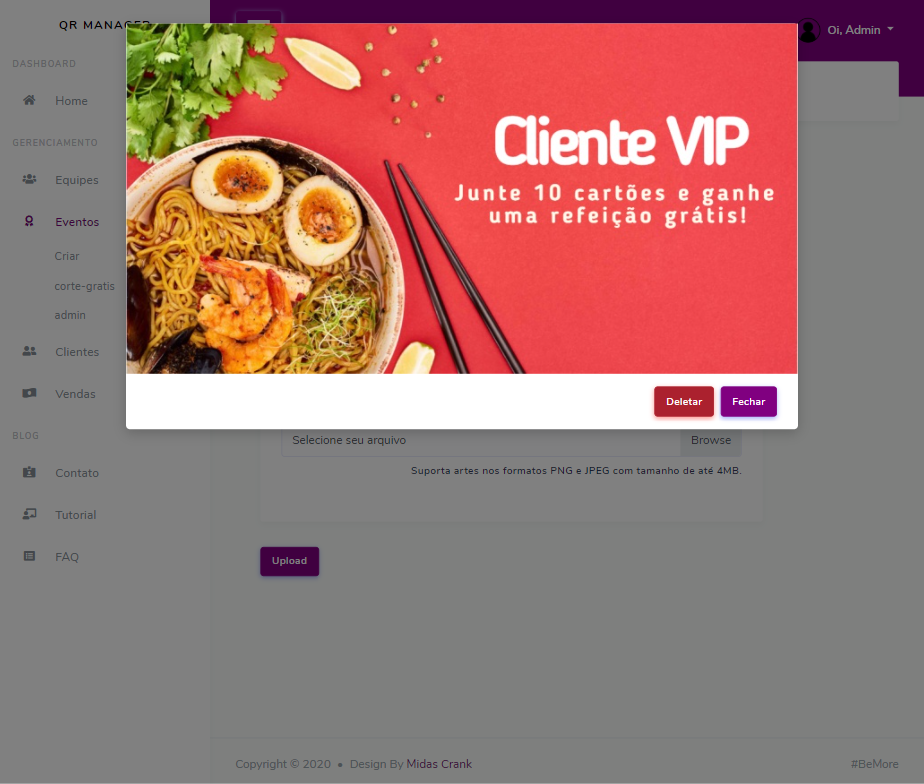 QR MANAGER
Oi, Admin
DASHBOARD
Home
GERENCIAMENTO
Equipes
Eventos
Criar
corte-gratis
admin
Clientes
Vendas
BLOG
Contato
Tutorial
FAQ
Cliente VIP
Junte 10 cartões e ganhe
uma refeição grátis!
Deletar
Fechar
Selecione seu arquivo
Browse
Suporta artes nos formatos PNG e JPEG com tamanho de até 4MB.
Upload
Copyright © 2020 • Design By Midas Crank
#BeMore